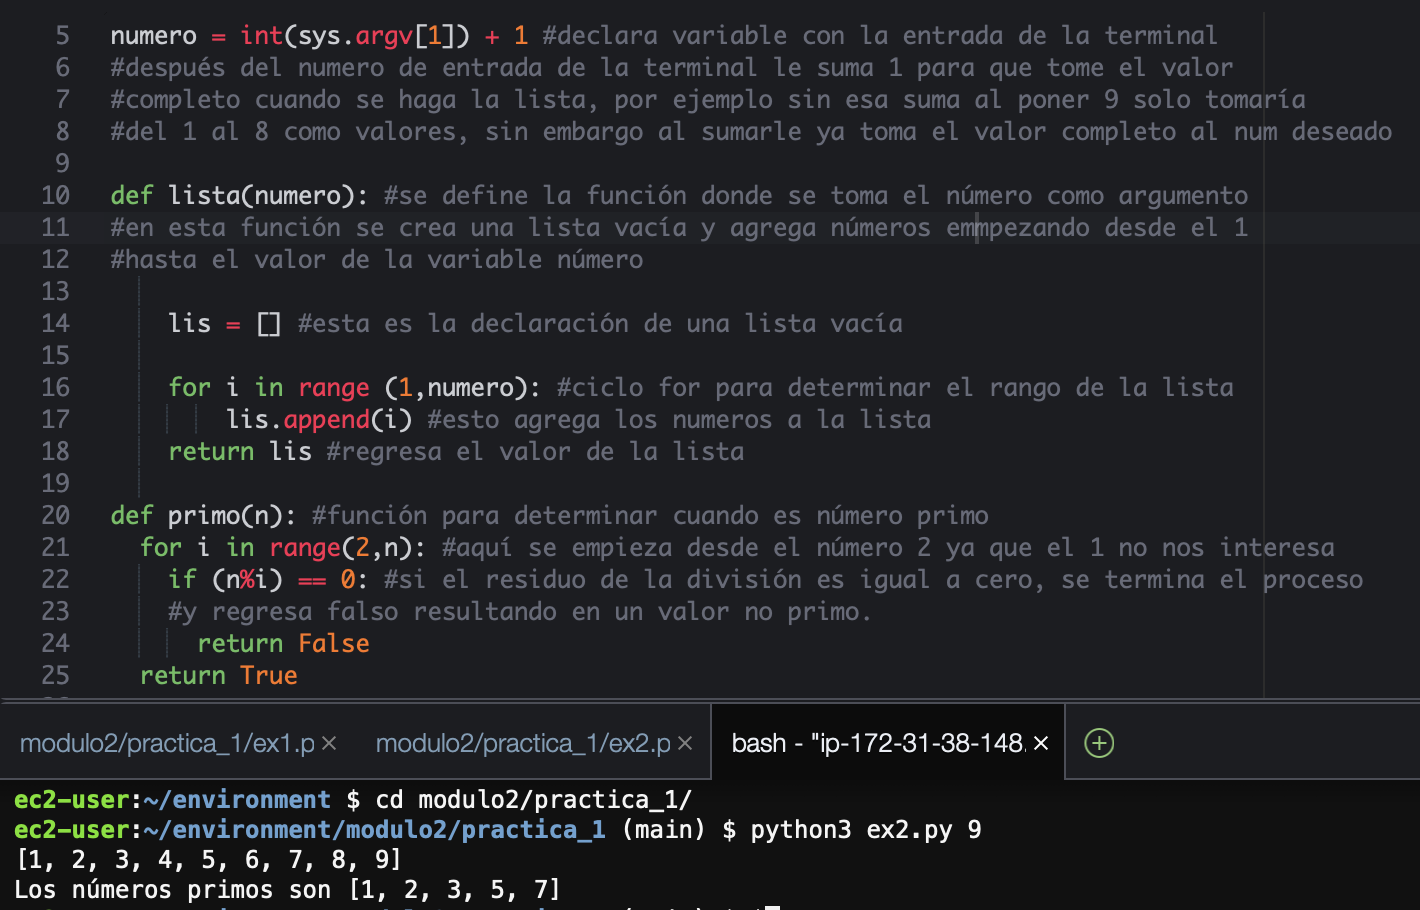 5 numero = int(sys.argv[1]) + 1 #declara variable con la entrada de la terminal
6 #después del numero de entrada de la terminal le suma 1 para que tome el valor
7 #completo cuando se haga la lista, por ejemplo sin esa suma al poner 9 solo tomaría
8 #del 1 al 8 como valores, sin embargo al sumarle ya toma el valor completo al num deseado
9
10 def lista(numero): #se define la función donde se toma el número como argumento
11 #en esta función se crea una lista vacía y agrega números emmpezando desde el 1
12 #hasta el valor de la variable número
13
14 lis = [] #esta es la declaración de una lista vacía
15
16 for i in range (1,numero): #ciclo for para determinar el rango de la lista
17 lis.append(i) #esto agrega los numeros a la lista
18 return lis #regresa el valor de la lista
19
20 def primo(n): #función para determinar cuando es número primo
21 for i in range(2,n): #aquí se empieza desde el número 2 ya que el 1 no nos interesa
22 if (n%i) == 0: #si el residuo de la división es igual a cero, se termina el proceso
23 #y regresa falso resultando en un valor no primo.
24 return False
25 return True
modulo2/practica_1/ex1.p × modulo2/practica_1/ex2.p × bash - "ip-172-31-38-148. ×
ec2-user:~/environment $ cd modulo2/practica_1/
ec2-user:~/environment/modulo2/practica_1 (main) $ python3 ex2.py 9
[1, 2, 3, 4, 5, 6, 7, 8, 9]
Los números primos son [1, 2, 3, 5, 7]